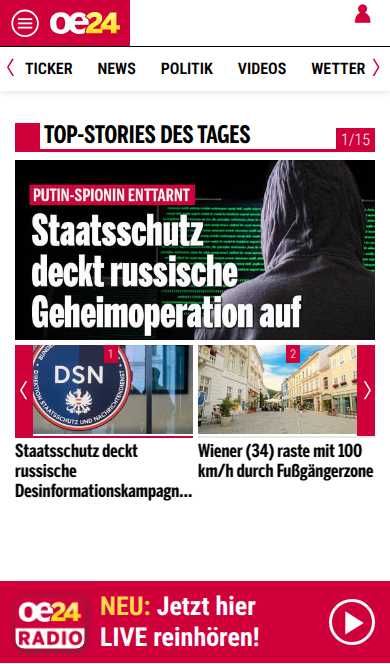 oe24
TICKER NEWS POLITIK VIDEOS WETTER
TOP-STORIES DES TAGES
1/15
PUTIN-SPIONIN ENTTARNT
Staatsschutz
deckt russische
Geheimoperation auf
1
DSN
DIREKTION STAATSSCHUTZ UND NACHRICHTENDIENST
2
Staatsschutz deckt
russische
Desinformationskampagn...
Wiener (34) raste mit 100
km/h durch Fußgängerzone
oe24
RADIO
NEU: Jetzt hier
LIVE reinhören!